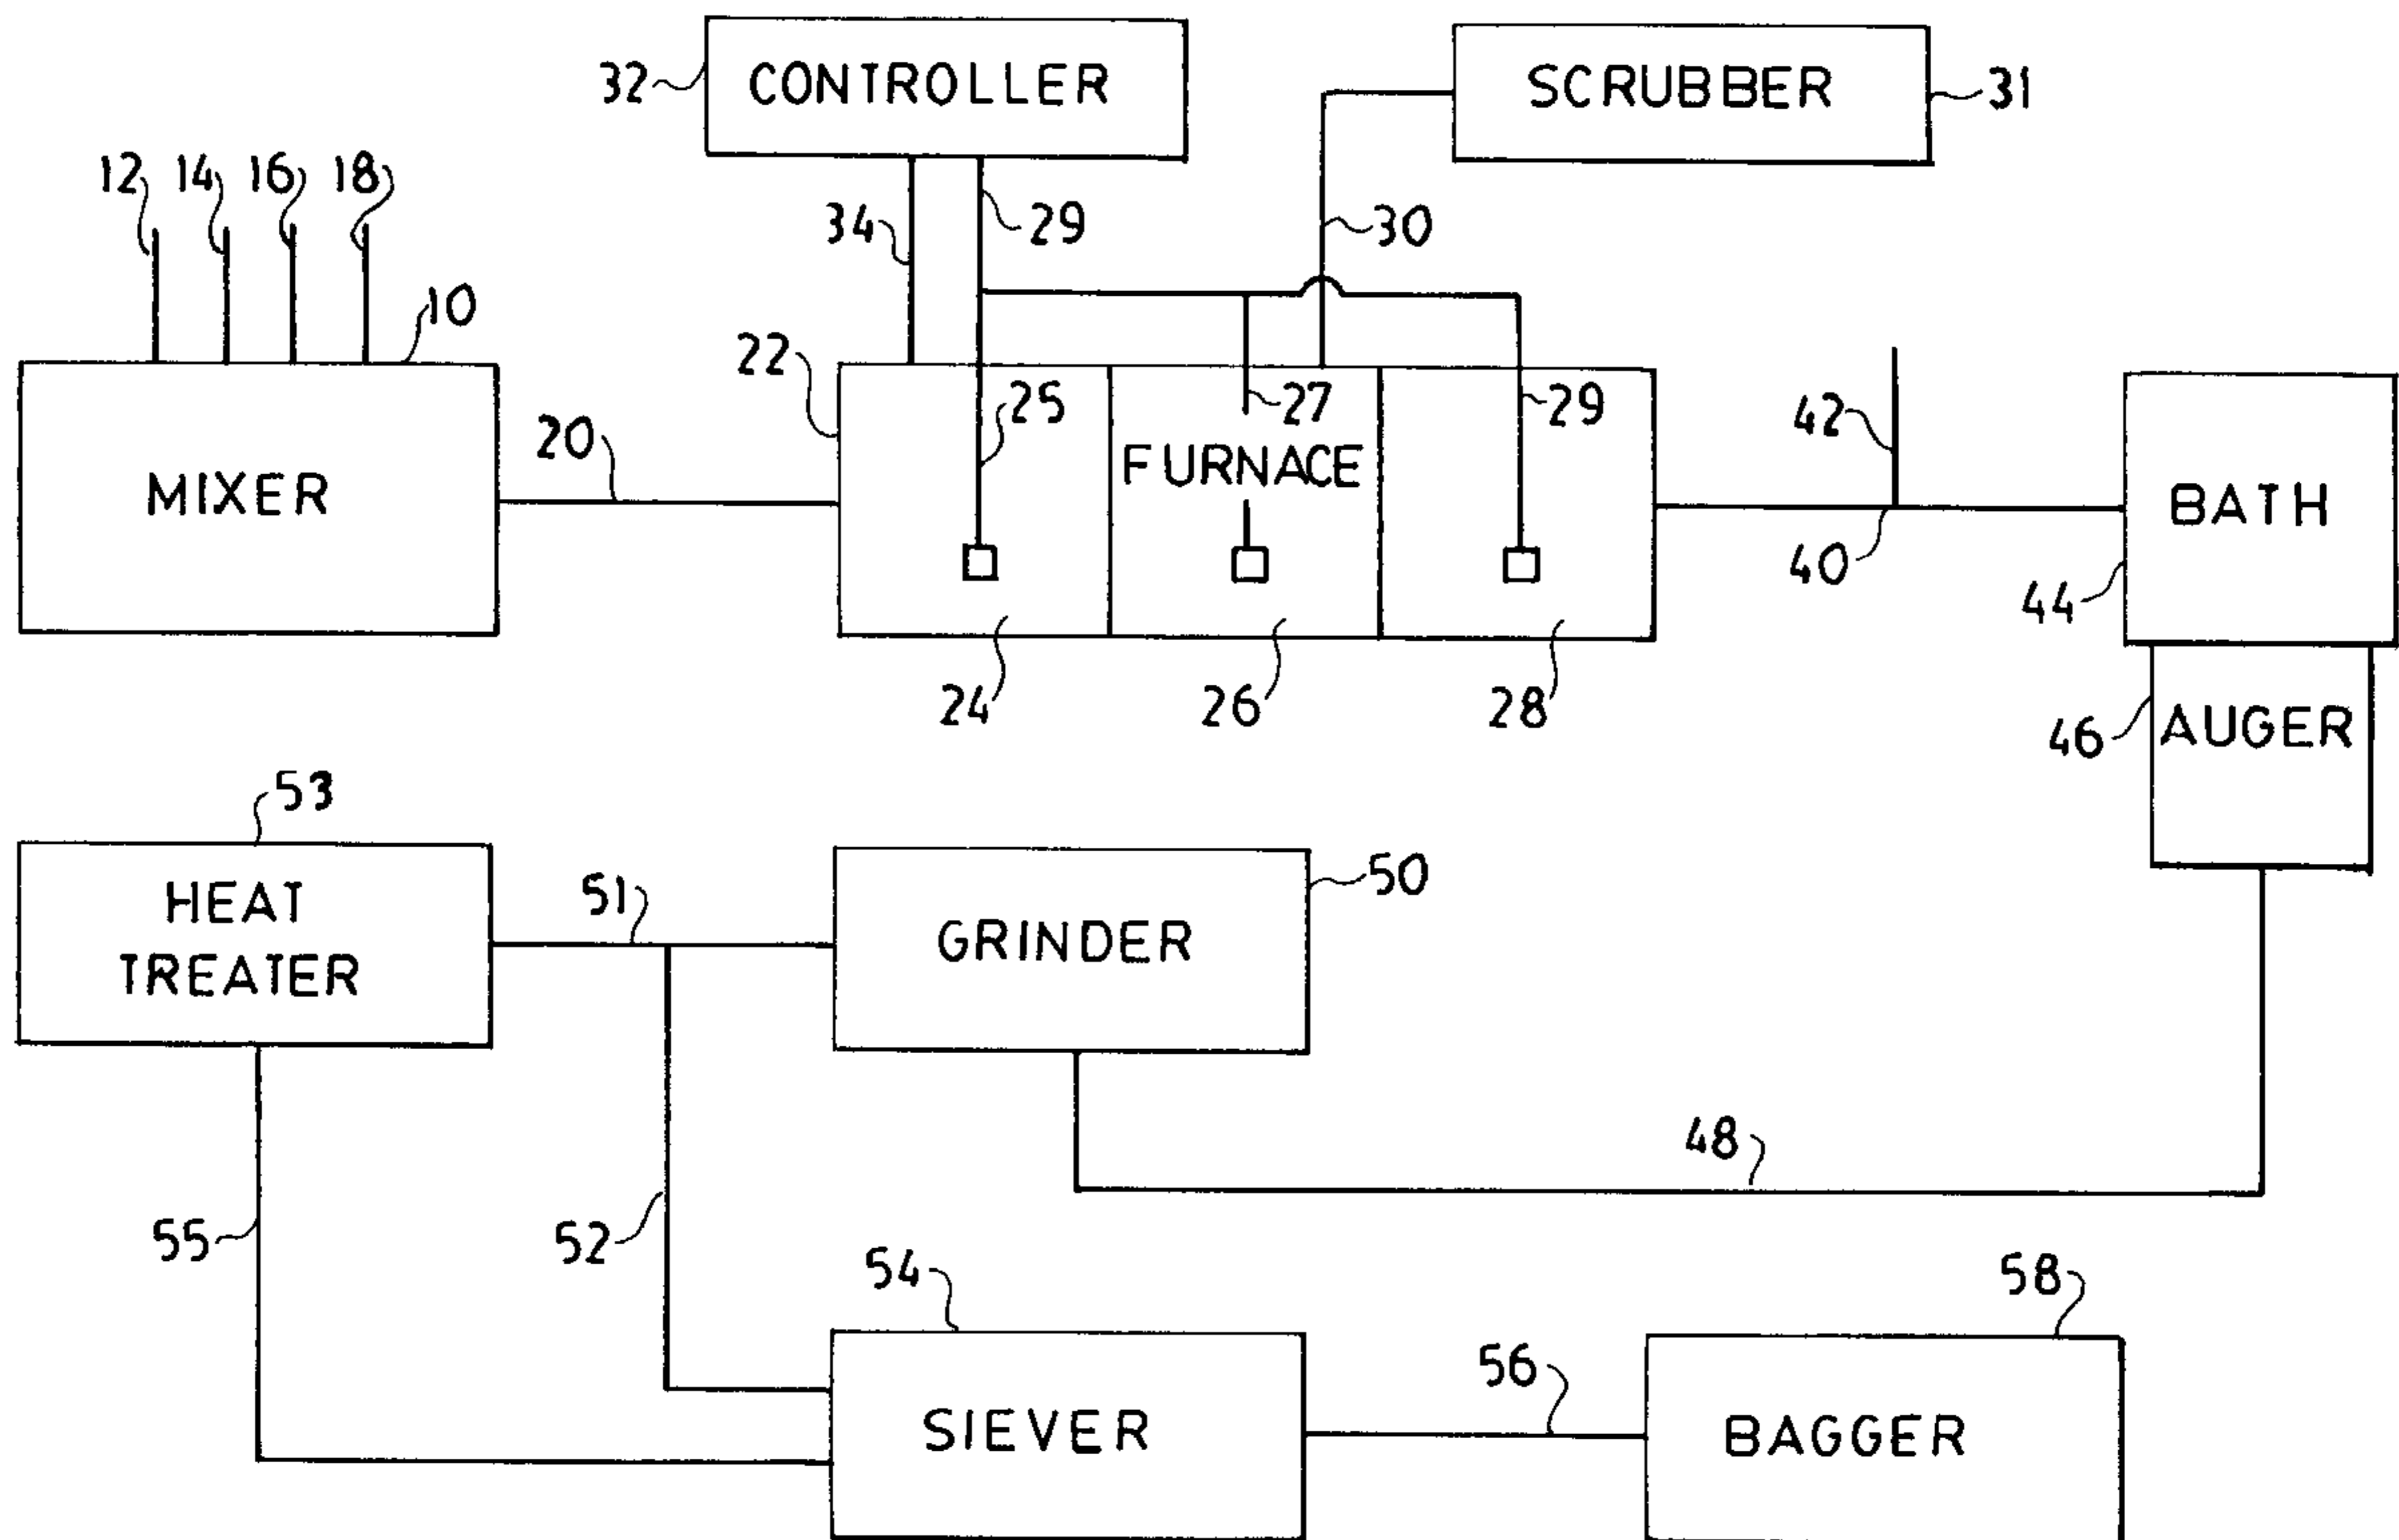 32
CONTROLLER
SCRUBBER
31
12
14
16
18
34
29
30
10
22
20
25
27
29
42
MIXER
FURNACE
BATH
40
44
24
26
28
46
AUGER
53
HEAT
TREATER
51
GRINDER
50
48
55
52
54
58
SIEVER
56
BAGGER